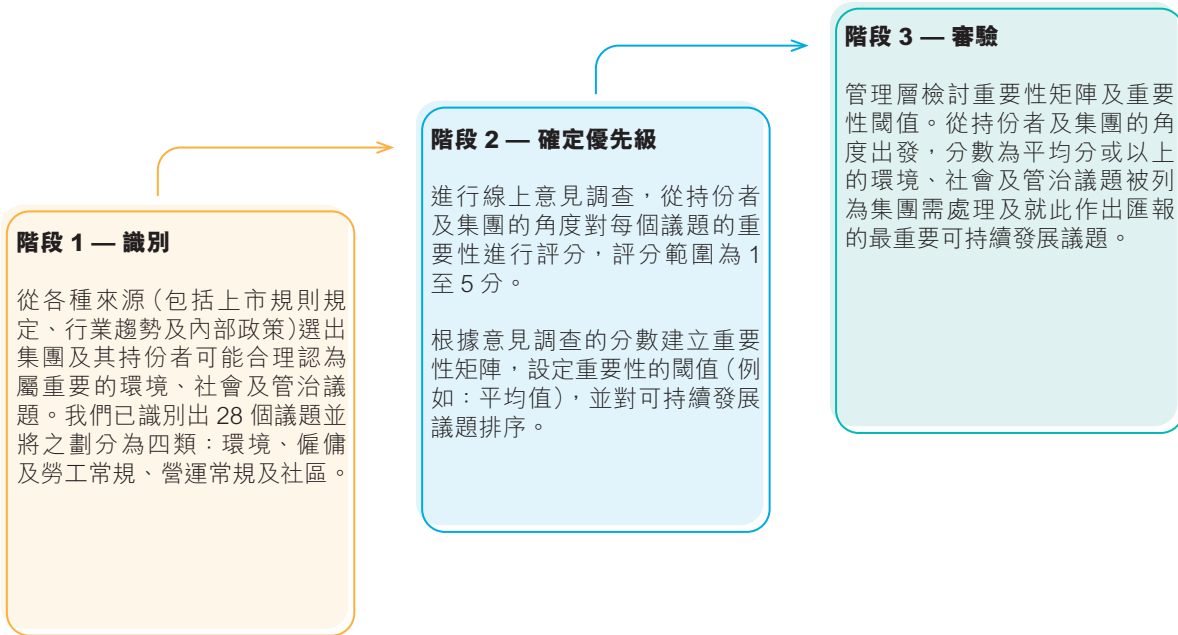 階段 1 — 識別
從各種來源（包括上市規則規
定、行業趨勢及內部政策）選出
集團及其持份者可能合理認為
屬重要的環境、社會及管治議
題。我們已識別出 28 個議題並
將之劃分為四類：環境、僱傭
及勞工常規、營運常規及社區。
階段 2 — 確定優先級
進行線上意見調查，從持份者
及集團的角度對每個議題的重
要性進行評分，評分範圍為 1
至 5 分。
根據意見調查的分數建立重要
性矩陣，設定重要性的閾值（例
如：平均值），並對可持續發展
議題排序。
階段 3 — 審驗
管理層檢討重要性矩陣及重要
性閾值。從持份者及集團的角
度出發，分數為平均分或以上
的環境、社會及管治議題被列
為集團需處理及就此作出匯報
的最重要可持續發展議題。